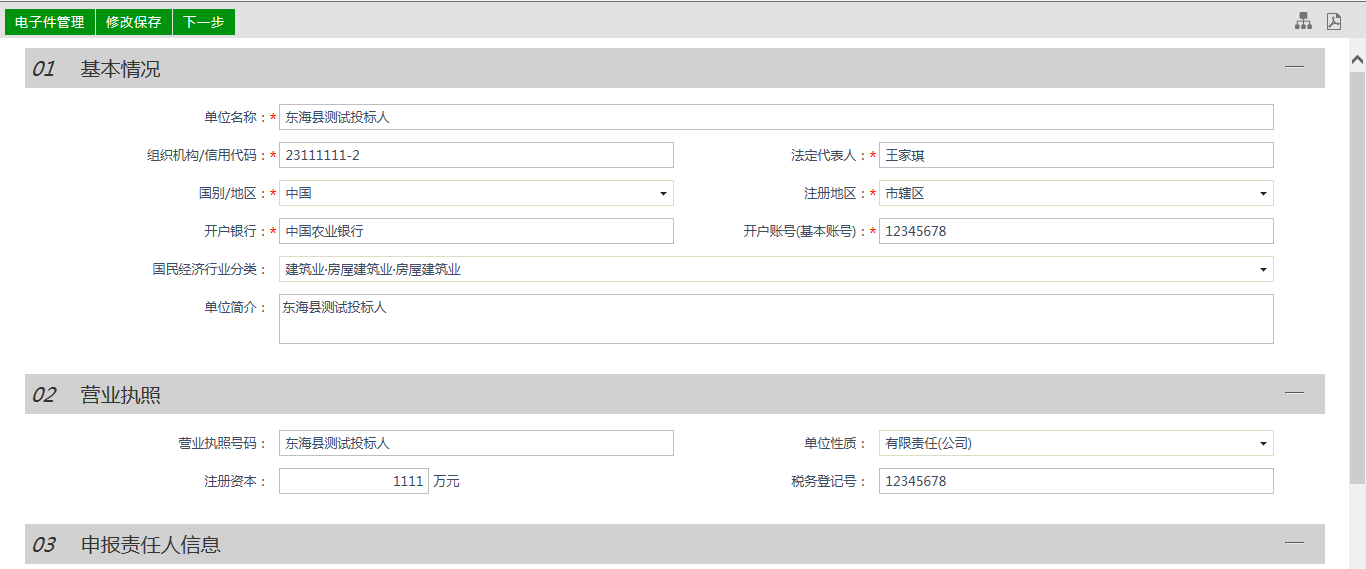 电子件管理 修改保存 下一步
01 基本情况
单位名称：* 东海县测试投标人
组织机构/信用代码：* 23111111-2 法定代表人：* 王家琪
国别/地区：* 中国 注册地区：* 市辖区
开户银行：* 中国农业银行 开户账号(基本账号)：* 12345678
国民经济行业分类： 建筑业·房屋建筑业·房屋建筑业
单位简介： 东海县测试投标人
02 营业执照
营业执照号码： 东海县测试投标人 单位性质： 有限责任(公司)
注册资本： 1111 万元 税务登记号： 12345678
03 申报责任人信息